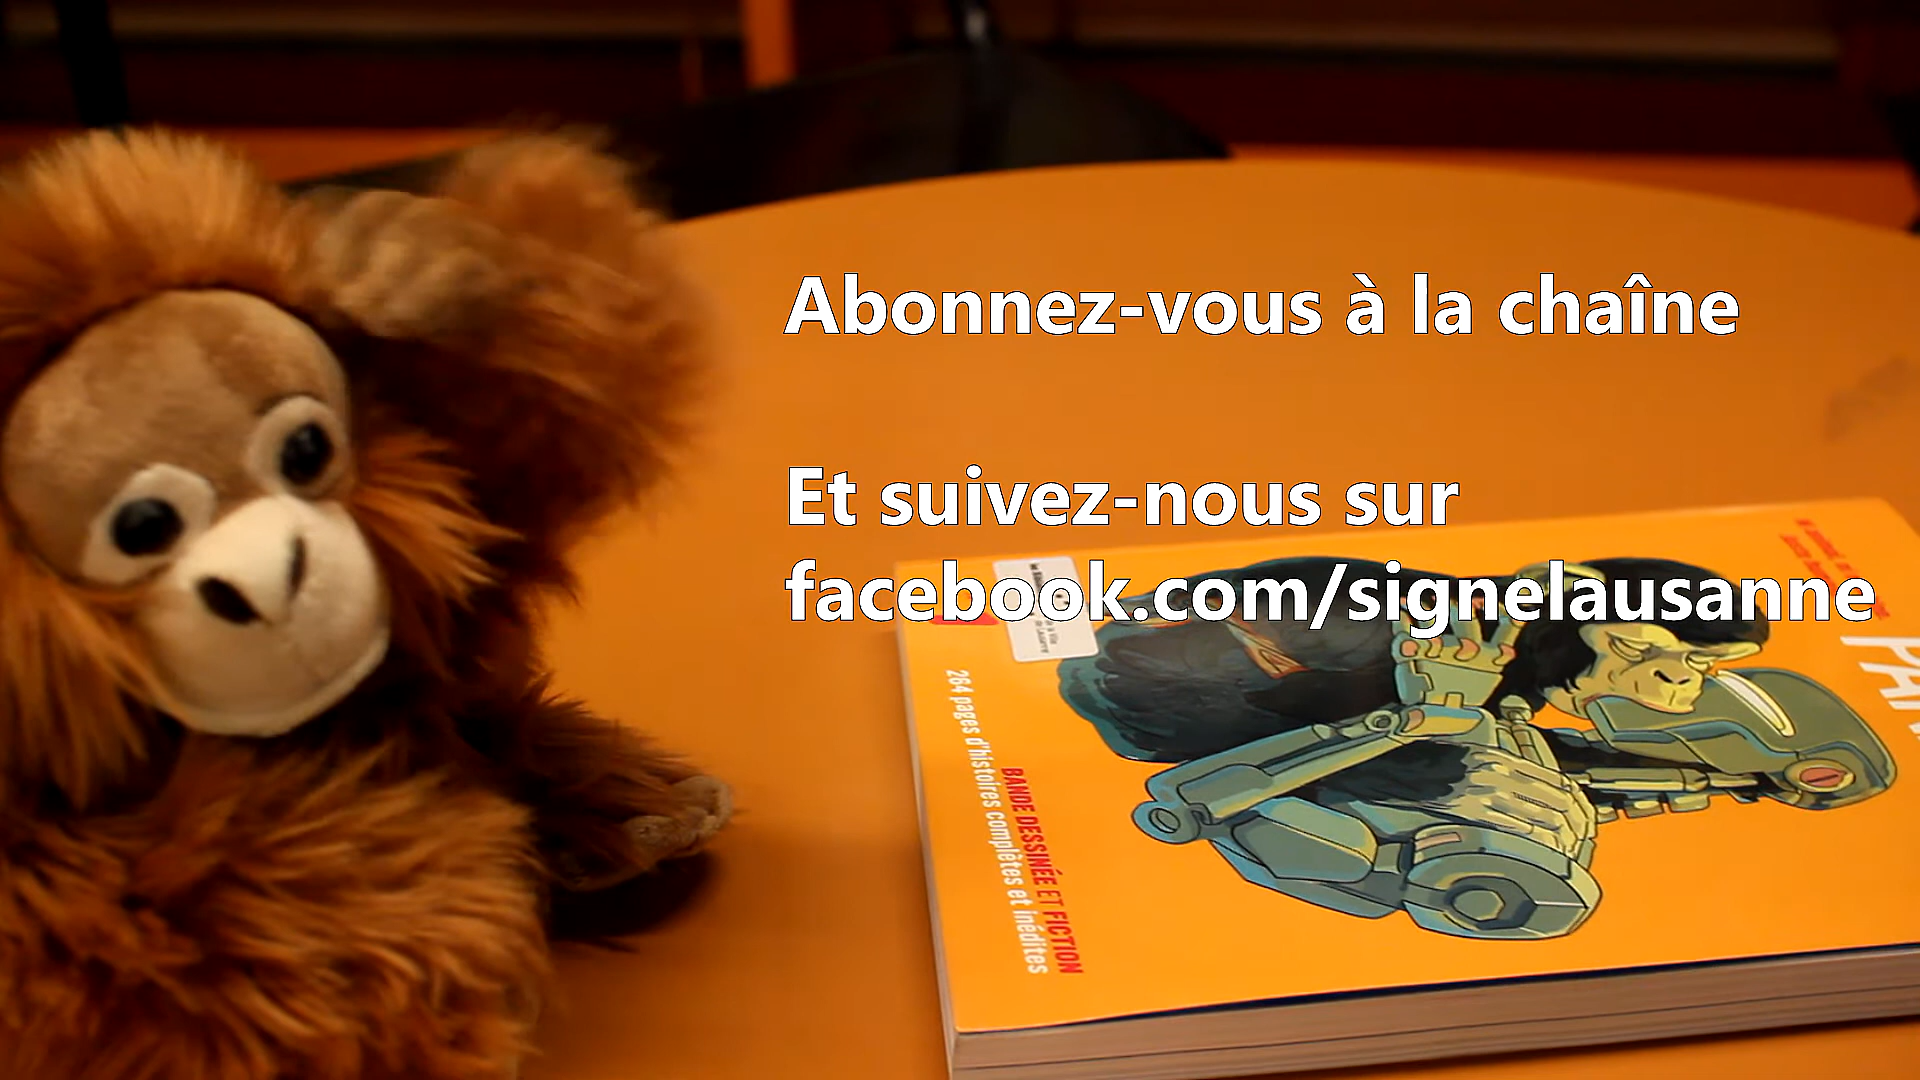 Abonnez-vous à la chaîne
Et suivez-nous sur
facebook.com/signelausanne
264 pages d'histoires complètes et inédites
BANDE DESSINÉE ET FICTION